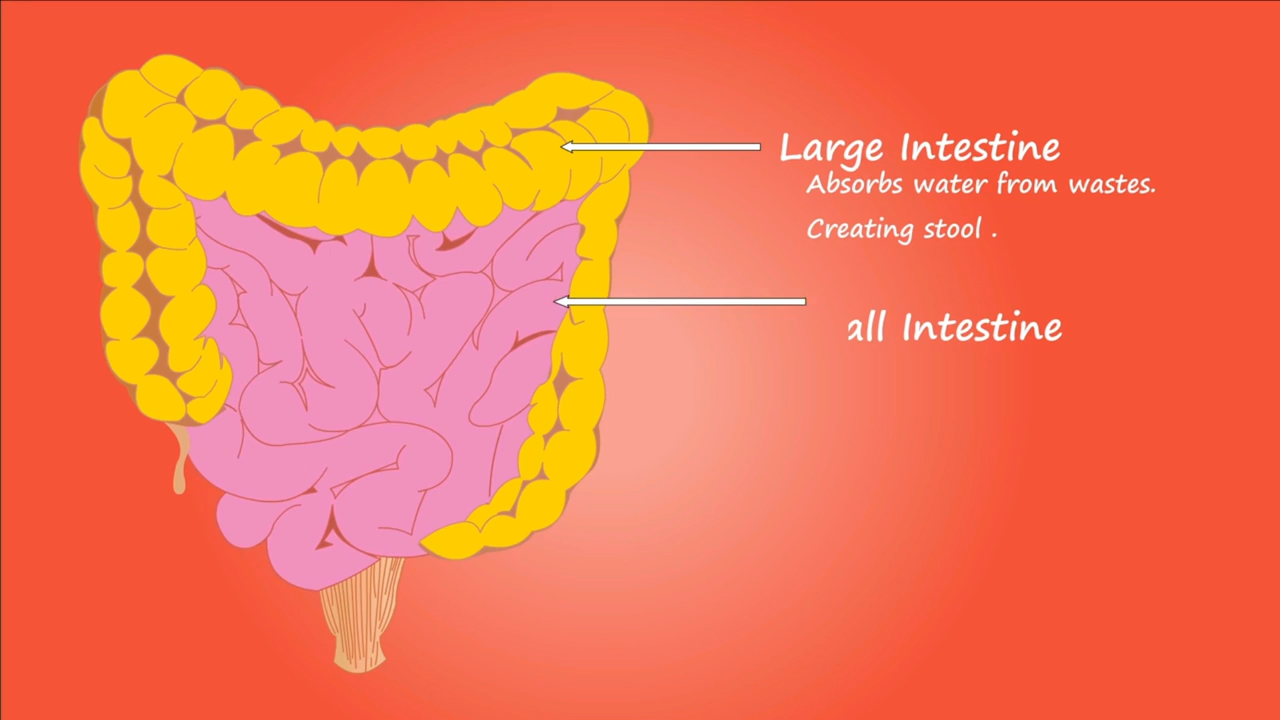 Large Intestine
Absorbs water from wastes.
Creating stool .
all Intestine